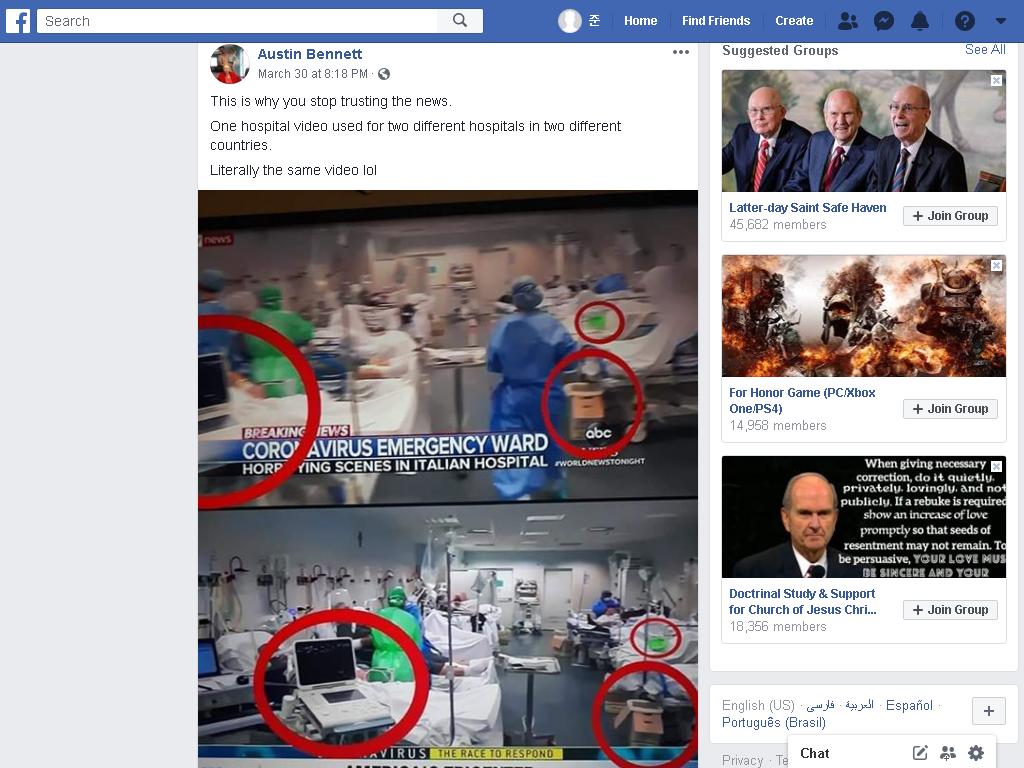 Search
준
Home
Find Friends
Create
Austin Bennett
March 30 at 8:18 PM ·
This is why you stop trusting the news.
One hospital video used for two different hospitals in two different
countries.
Literally the same video lol
news
BREAKING NEWS
CORONAVIRUS EMERGENCY WARD
SCENES IN ITALIAN HOSPITAL
abc
#WORLDNEWSTONIGHT
THE RACE TO RESPOND
Suggested Groups
See All
Latter-day Saint Safe Haven
45,682 members
+ Join Group
For Honor Game (PC/Xbox
One/PS4)
14,958 members
+ Join Group
When giving necessary
correction, do it quietly,
privately, lovingly, and not
publicly. If a rebuke is required
show an increase of love
promptly so that seeds of
resentment may not remain. To
be persuasive, YOUR LOVE MUS
BE SINCERE AND YOUR
Doctrinal Study & Support
for Church of Jesus Chri...
18,356 members
+ Join Group
English (US) · فارسی · العربية · Español ·
Português (Brasil)
Privacy · Te
Chat